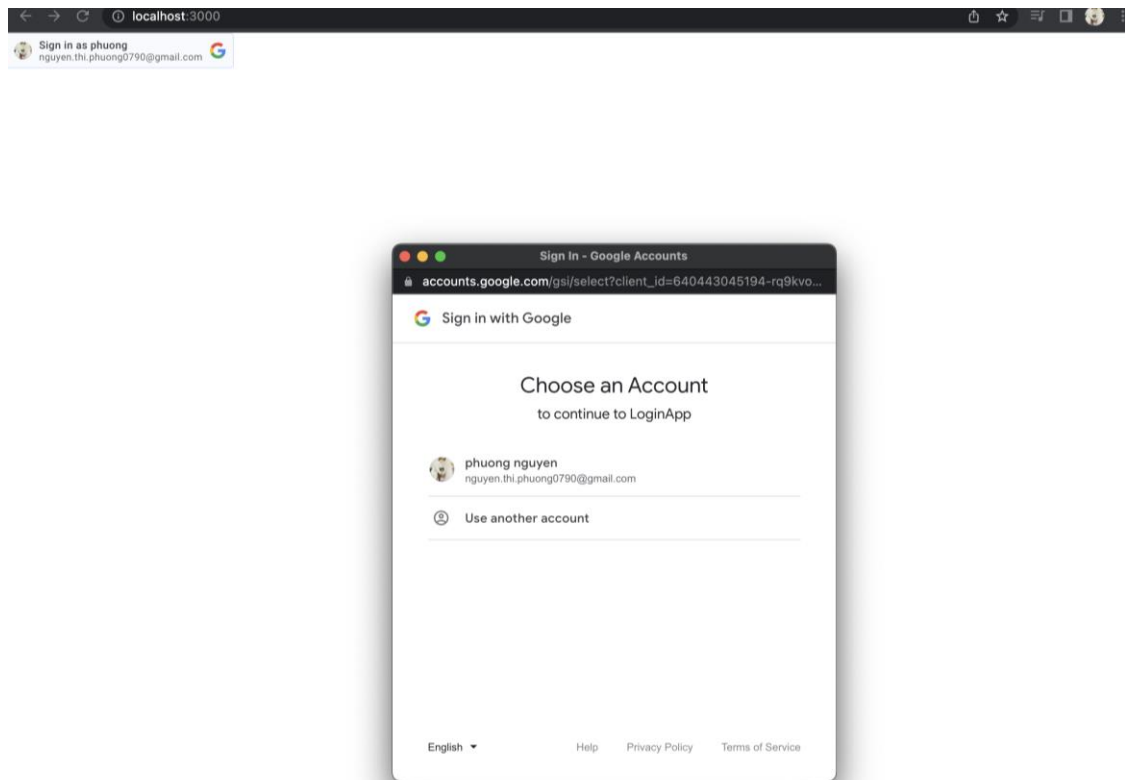 localhost:3000
Sign in as phuong
nguyen.thi.phuong0790@gmail.com
Sign In - Google Accounts
accounts.google.com/gsi/select?client_id=640443045194-rq9kvo...
Sign in with Google
Choose an Account
to continue to LoginApp
phuong nguyen
nguyen.thi.phuong0790@gmail.com
Use another account
English Help Privacy Policy Terms of Service